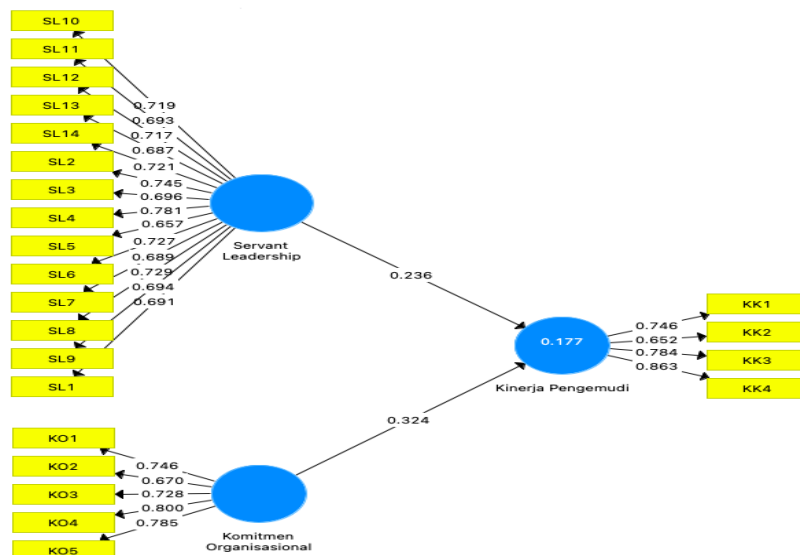 SL10
SL11
SL12
SL13
SL14
SL2
SL3
SL4
SL5
SL6
SL7
SL8
SL9
SL1
0.719
0.693
0.717
0.687
0.721
0.745
0.696
0.781
0.657
0.727
0.689
0.729
0.694
0.691
Servant
Leadership
0.236
0.177
Kinerja Pengemudi
0.746
0.652
0.784
0.863
KK1
KK2
KK3
KK4
0.324
KO1
KO2
KO3
KO4
KO5
0.746
0.670
0.728
0.800
0.785
Komitmen
Organisasional